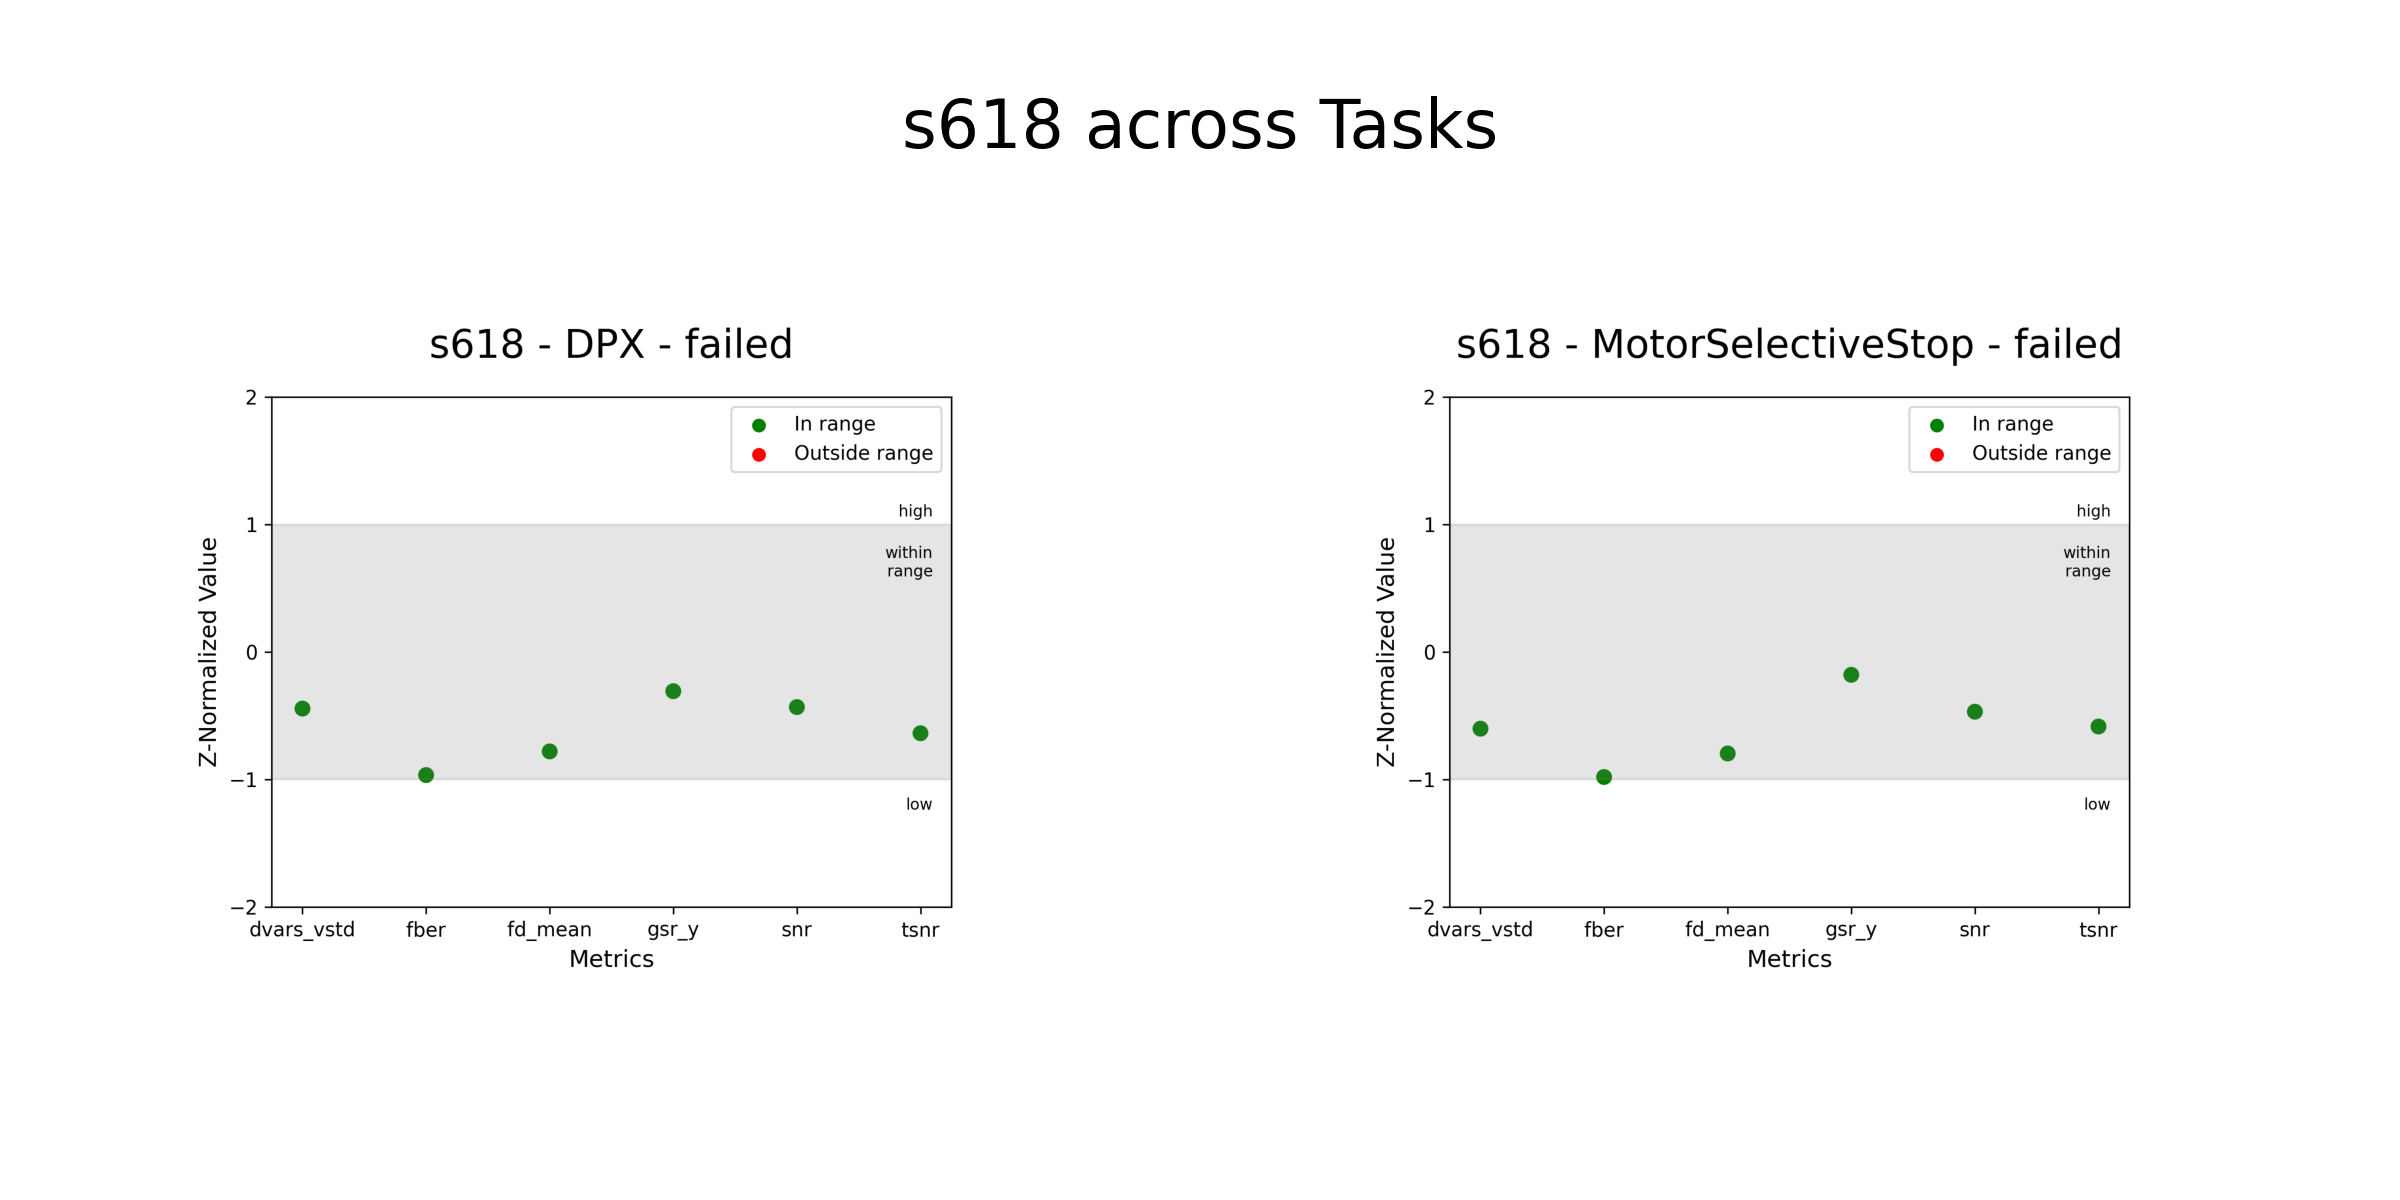 s618 across Tasks
s618 - DPX - failed
2
1
0
−1
−2
Z-Normalized Value
In range
Outside range
high
within
range
low
dvars_vstd fber fd_mean gsr_y snr tsnr
Metrics
s618 - MotorSelectiveStop - failed
2
1
0
−1
−2
Z-Normalized Value
In range
Outside range
high
within
range
low
dvars_vstd fber fd_mean gsr_y snr tsnr
Metrics